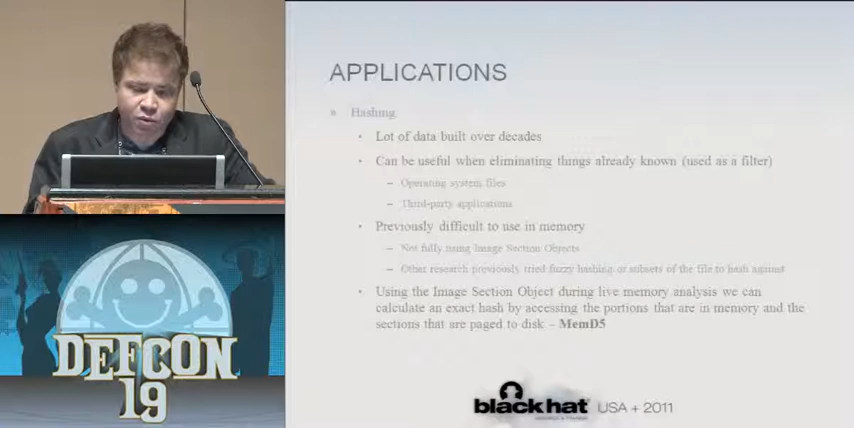 APPLICATIONS
» Hashing
• Lot of data built over decades
• Can be useful when eliminating things already known (used as a filter)
– Operating system files
– Third-party applications
• Previously difficult to use in memory
– Not fully using Image Section Objects
– Other research previously tried fuzzy hashing or subsets of the file to hash against
• Using the Image Section Object during live memory analysis we can
calculate an exact hash by accessing the portions that are in memory and the
sections that are paged to disk – MemD5
DEFCON
19
black hat USA + 2011